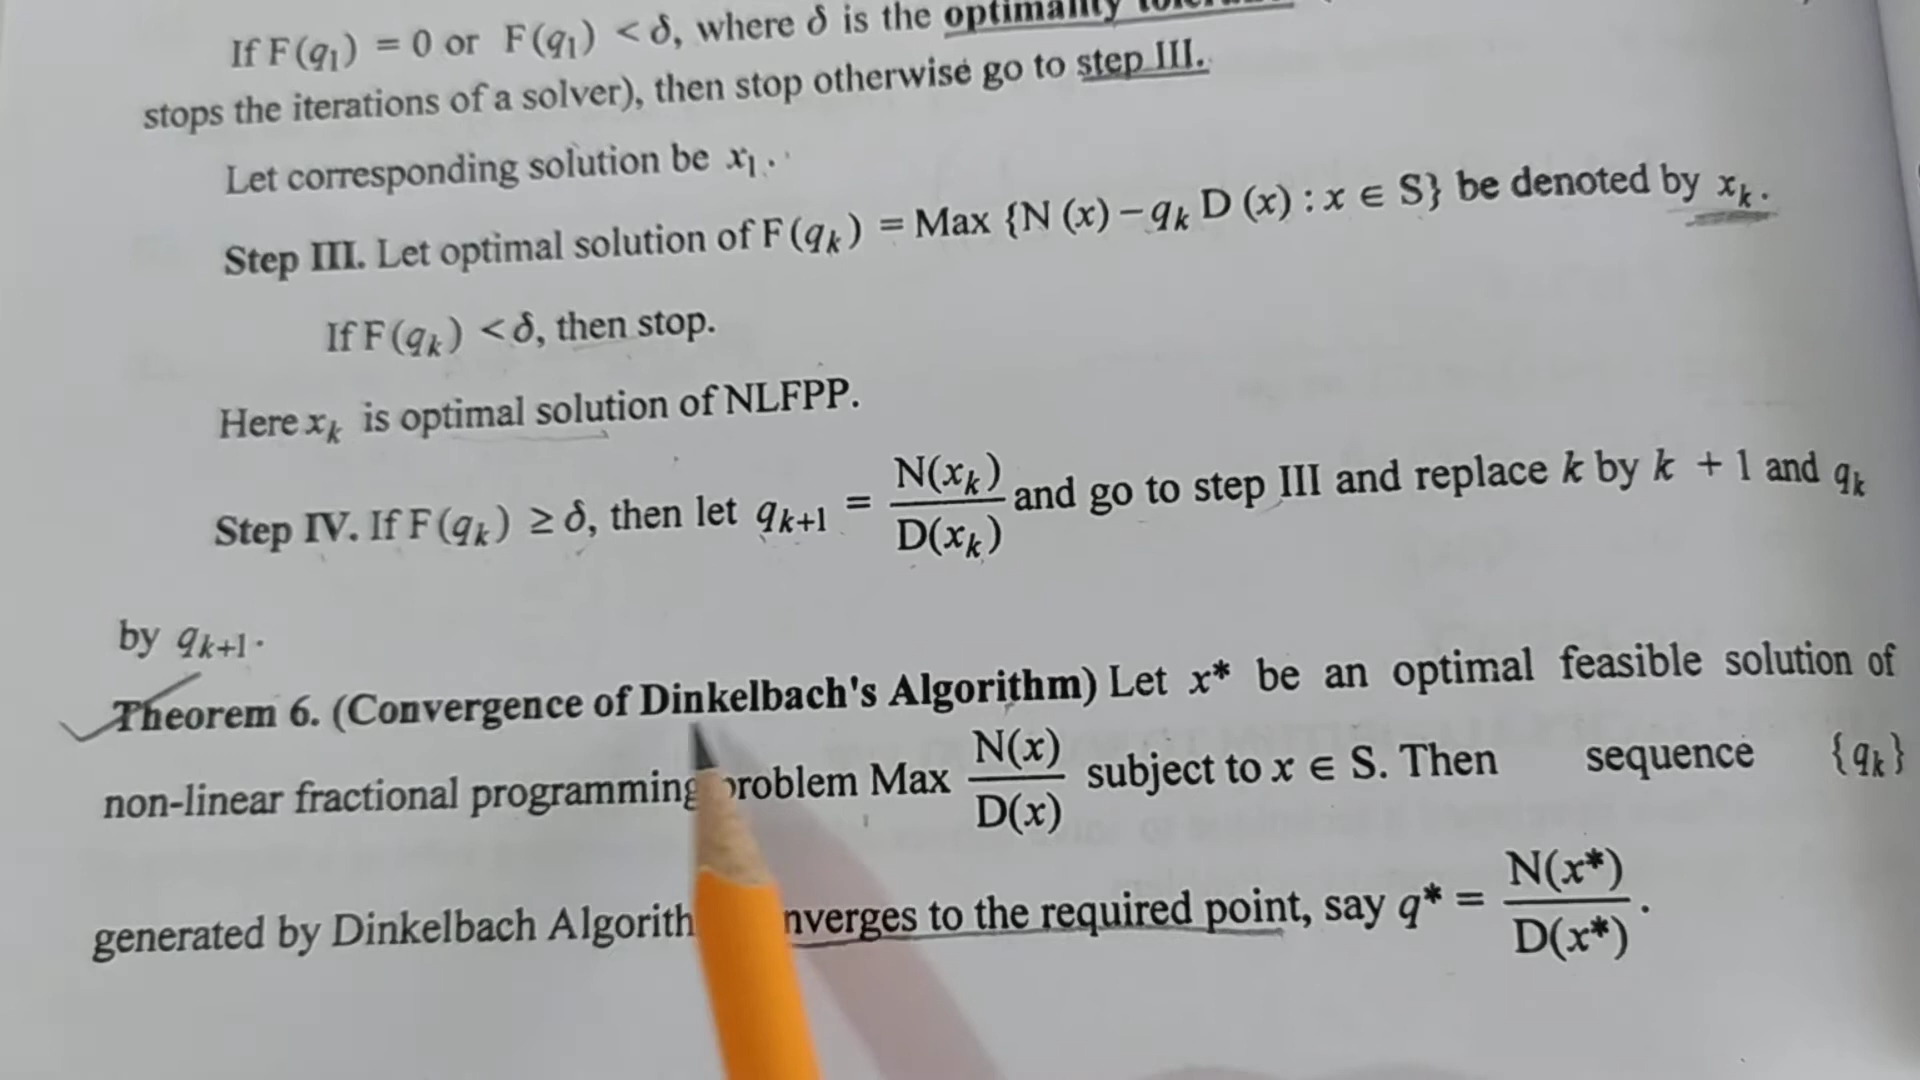 If F(q₁) = 0 or F(q₁) < δ, where δ is the optimality
stops the iterations of a solver), then stop otherwise go to step III.
Let corresponding solution be x₁.
Step III. Let optimal solution of F(qₖ) = Max {N (x) – qₖ D (x) : x ∈ S} be denoted by xₖ.
If F(qₖ) < δ, then stop.
Here xₖ is optimal solution of NLFPP.
Step IV. If F(qₖ) ≥ δ, then let qₖ₊₁ = N(xₖ)/D(xₖ) and go to step III and replace k by k + 1 and qₖ
by qₖ₊₁.
Theorem 6. (Convergence of Dinkelbach's Algorithm) Let x* be an optimal feasible solution of
non-linear fractional programming problem Max N(x)/D(x) subject to x ∈ S. Then sequence {qₖ}
generated by Dinkelbach Algorith nverges to the required point, say q* = N(x*)/D(x*).